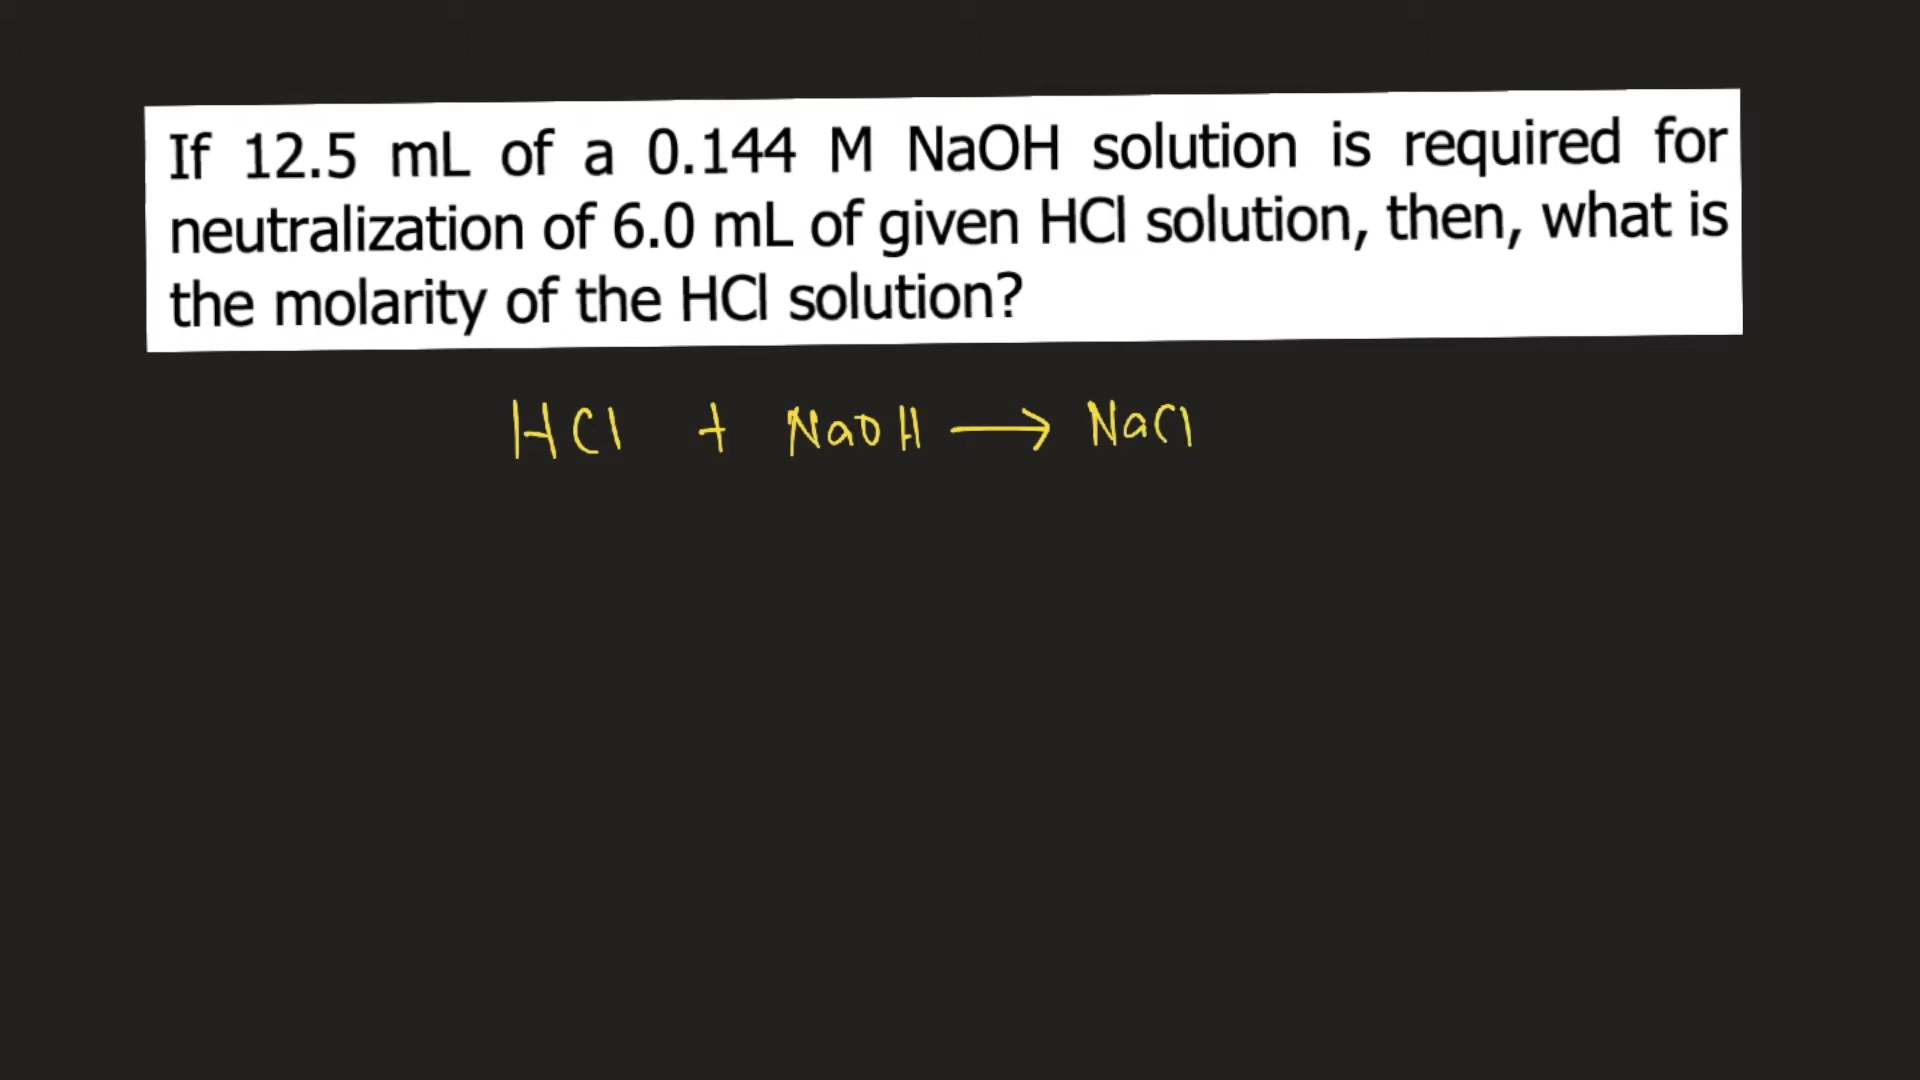 If 12.5 mL of a 0.144 M NaOH solution is required for
neutralization of 6.0 mL of given HCl solution, then, what is
the molarity of the HCl solution?
HCl + NaOH ⟶ NaCl